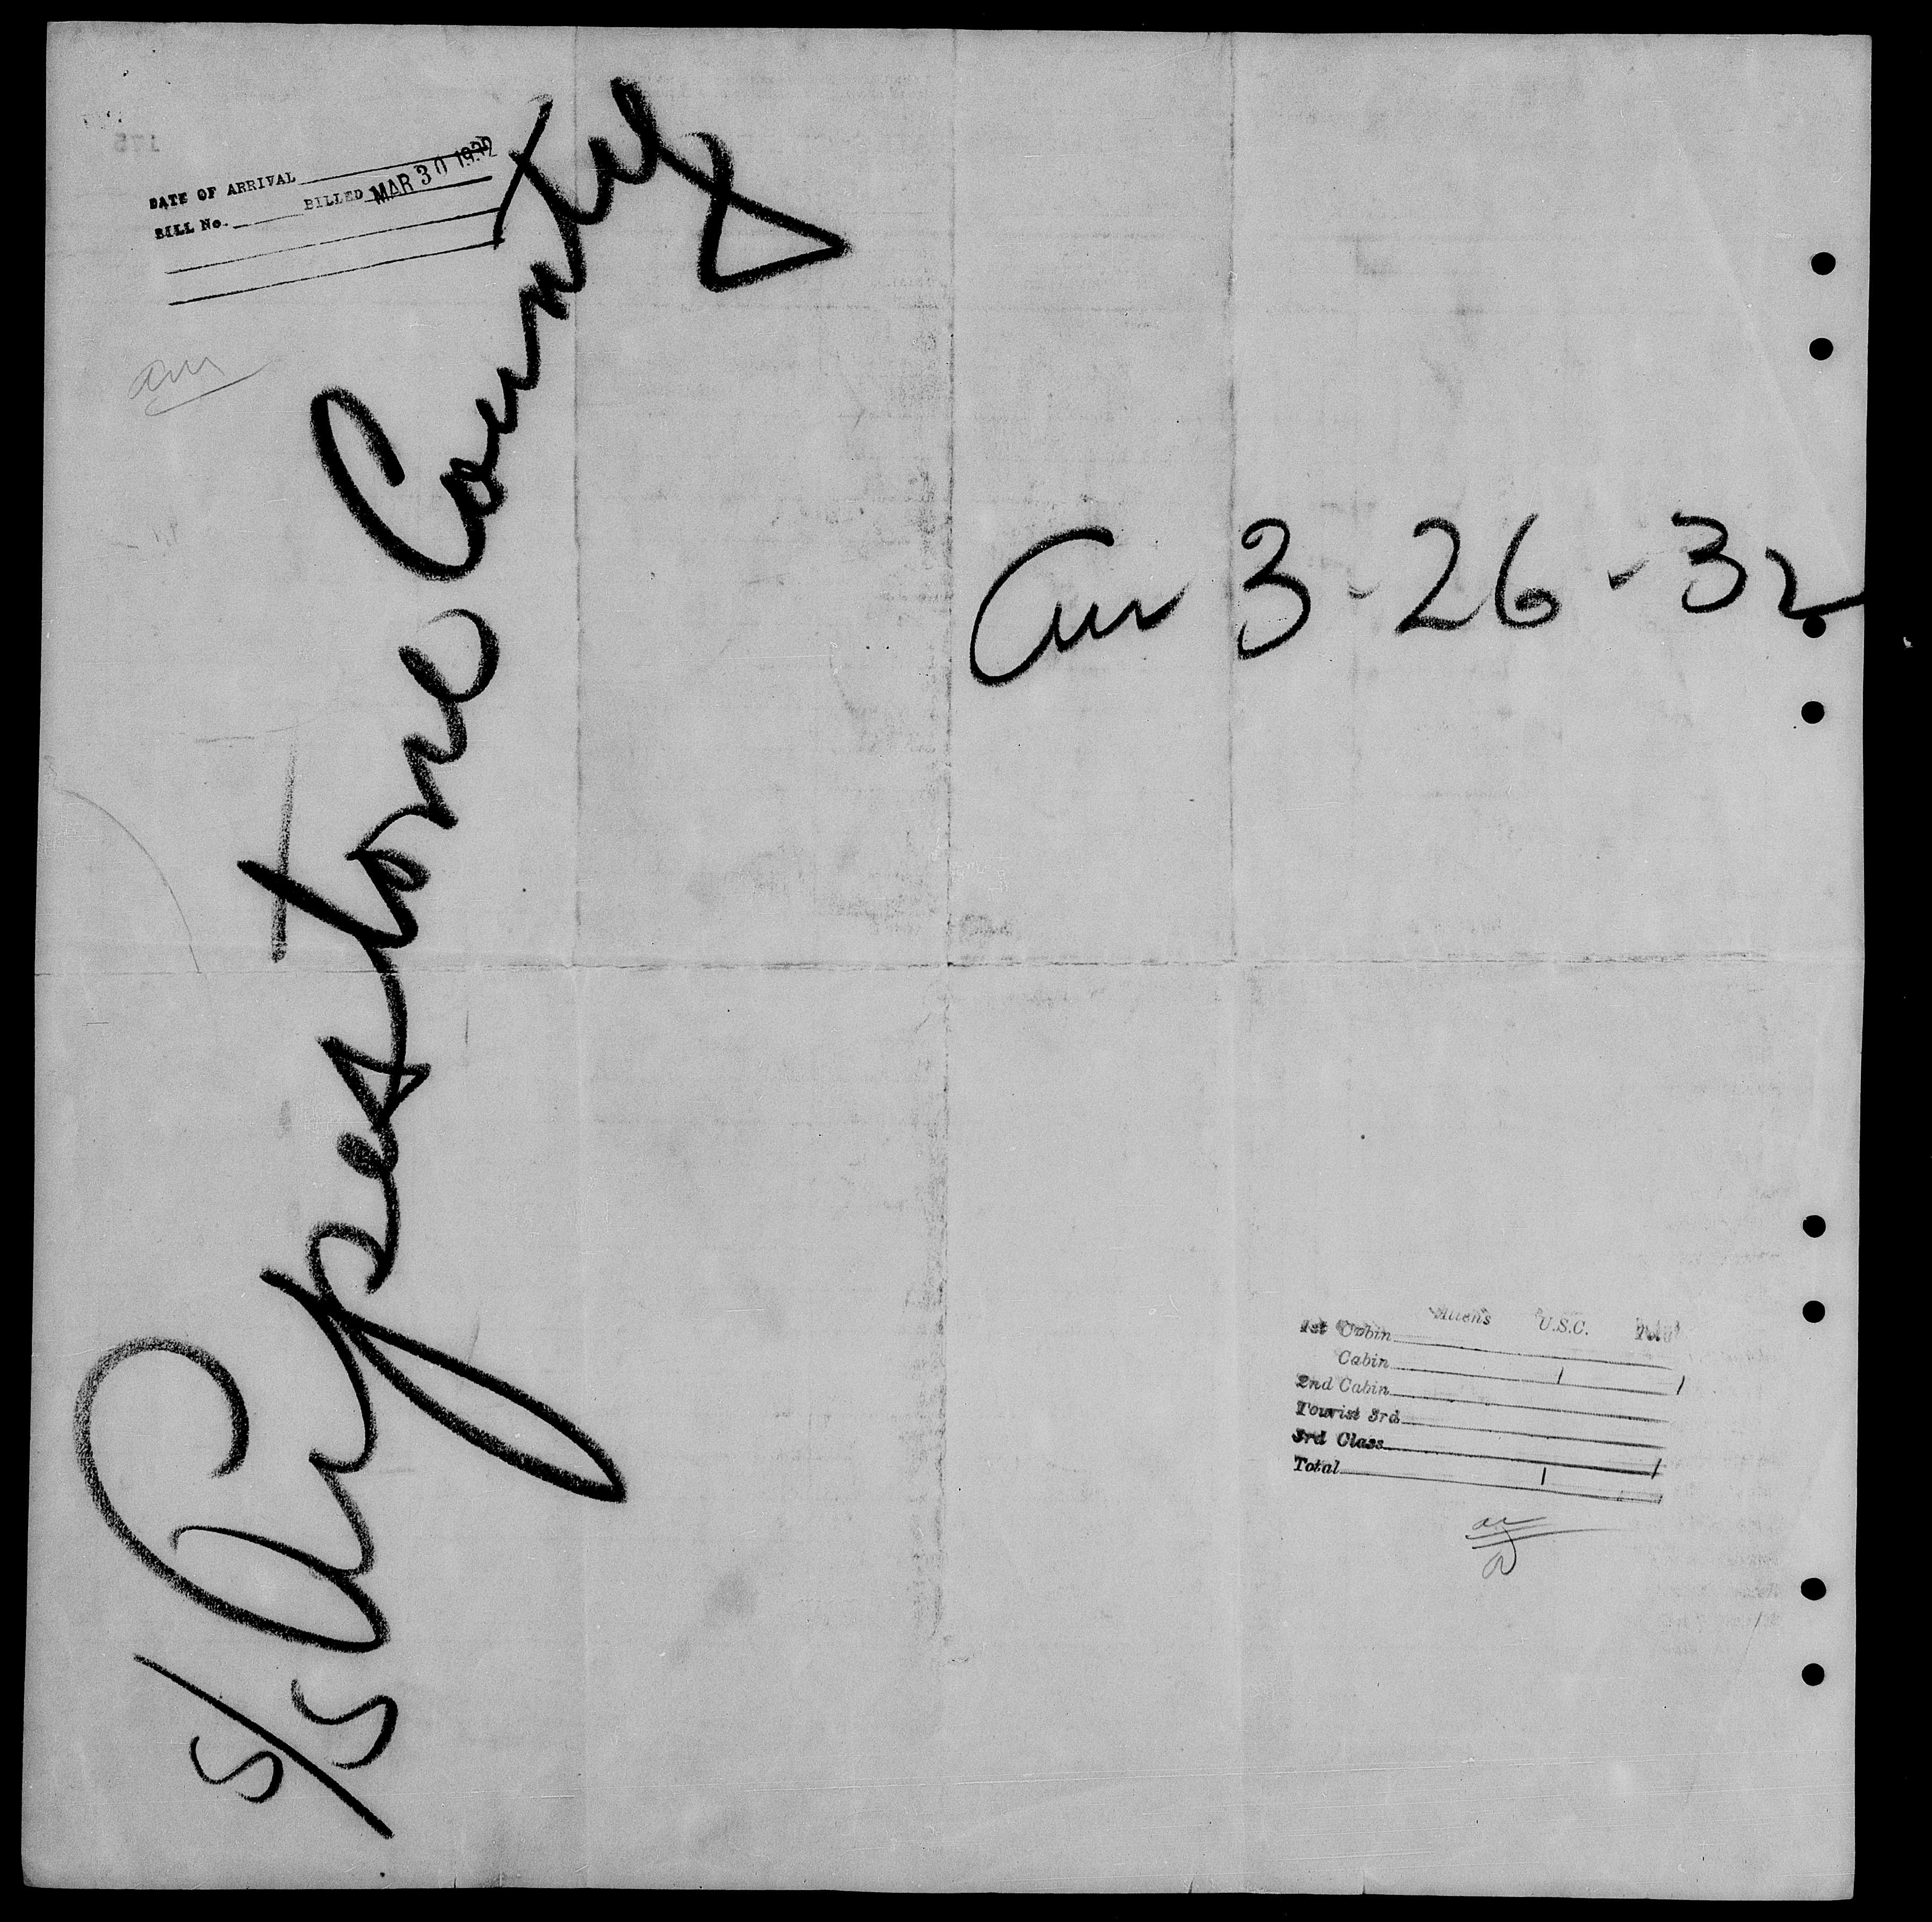 DATE OF ARRIVAL
BILL No. BILLED MAR 30 1932
S/S Pipestone County
arr 3-26-32
Aliens U.S.C. Total
1st Cabin
Cabin 1 1
2nd Cabin
Tourist 3rd
3rd Class
Total 1 1